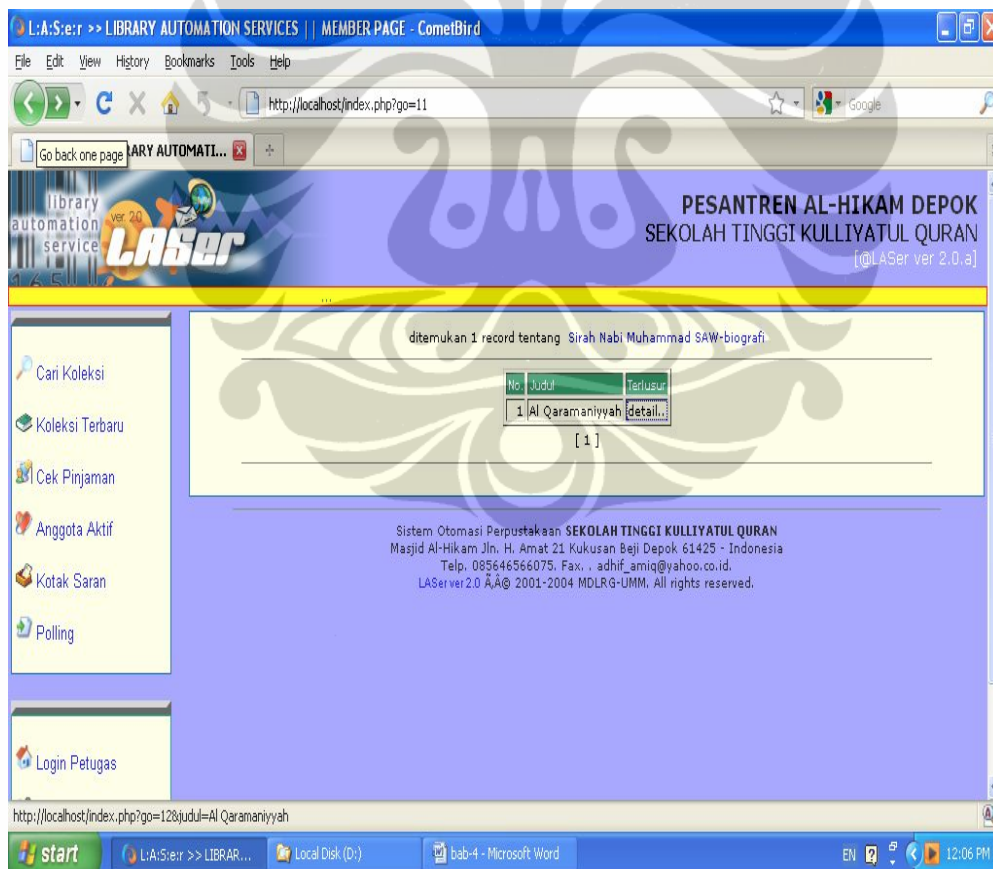 L:A:S:e:r >> LIBRARY AUTOMATION SERVICES || MEMBER PAGE - CometBird
File Edit View History Bookmarks Tools Help
http://localhost/index.php?go=11
Google
Go back one page
RARY AUTOMATI...
library
automation
service
ver 2.0
LASer
PESANTREN AL-HIKAM DEPOK
SEKOLAH TINGGI KULLIYATUL QURAN
[@LASer ver 2.0.a]
...
Cari Koleksi
Koleksi Terbaru
Cek Pinjaman
Anggota Aktif
Kotak Saran
Polling
Login Petugas
ditemukan 1 record tentang Sirah Nabi Muhammad SAW-biografi
No. Judul Terlusur
1 Al Qaramaniyyah detail..
[ 1 ]
Sistem Otomasi Perpustakaan SEKOLAH TINGGI KULLIYATUL QURAN
Masjid Al-Hikam Jln. H. Amat 21 Kukusan Beji Depok 61425 - Indonesia
Telp. 085646566075. Fax. . adhif_amiq@yahoo.co.id.
LASer ver 2.0 Ã,Â© 2001-2004 MDLRG-UMM. All rights reserved.
http://localhost/index.php?go=12&judul=Al Qaramaniyyah
start
L:A:S:e:r >> LIBRAR...
Local Disk (D:)
bab-4 - Microsoft Word
EN
12:06 PM